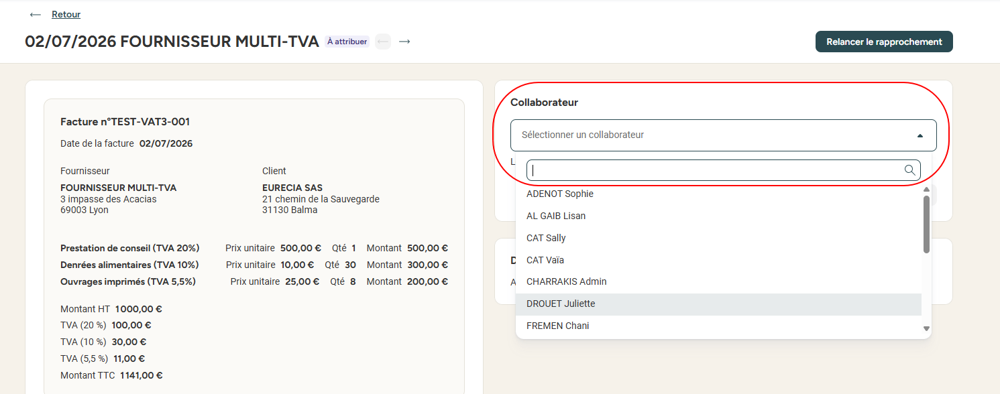 ← Retour
02/07/2026 FOURNISSEUR MULTI-TVA À attribuer ← →
Relancer le rapprochement
Facture n°TEST-VAT3-001
Date de la facture 02/07/2026
Fournisseur
FOURNISSEUR MULTI-TVA
3 impasse des Acacias
69003 Lyon
Client
EURECIA SAS
21 chemin de la Sauvegarde
31130 Balma
Prestation de conseil (TVA 20%) Prix unitaire 500,00 € Qté 1 Montant 500,00 €
Denrées alimentaires (TVA 10%) Prix unitaire 10,00 € Qté 30 Montant 300,00 €
Ouvrages imprimés (TVA 5,5%) Prix unitaire 25,00 € Qté 8 Montant 200,00 €
Montant HT 1 000,00 €
TVA (20 %) 100,00 €
TVA (10 %) 30,00 €
TVA (5,5 %) 11,00 €
Montant TTC 1 141,00 €
Collaborateur
Sélectionner un collaborateur
L
ADENOT Sophie
AL GAIB Lisan
CAT Sally
CAT Vaïa
CHARRAKIS Admin
DROUET Juliette
FREMEN Chani
D
A